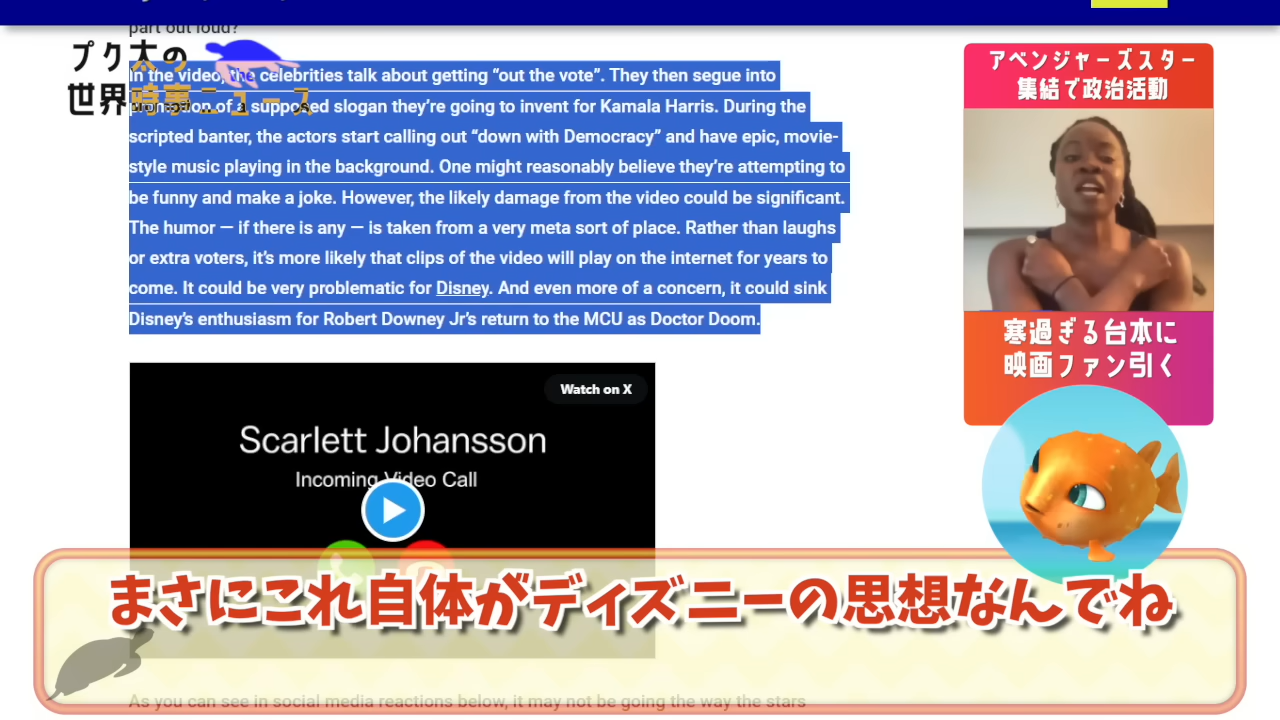 part out loud?
プク太の
世界時事ニュース
In the video, the celebrities talk about getting “out the vote”. They then segue into
promotion of a supposed slogan they’re going to invent for Kamala Harris. During the
scripted banter, the actors start calling out “down with Democracy” and have epic, movie-
style music playing in the background. One might reasonably believe they’re attempting to
be funny and make a joke. However, the likely damage from the video could be significant.
The humor — if there is any — is taken from a very meta sort of place. Rather than laughs
or extra voters, it’s more likely that clips of the video will play on the internet for years to
come. It could be very problematic for Disney. And even more of a concern, it could sink
Disney’s enthusiasm for Robert Downey Jr’s return to the MCU as Doctor Doom.
アベンジャーズスター
集結で政治活動
寒過ぎる台本に
映画ファン引く
Watch on X
Scarlett Johansson
Incoming Video Call
まさにこれ自体がディズニーの思想なんでね
As you can see in social media reactions below, it may not be going the way the stars